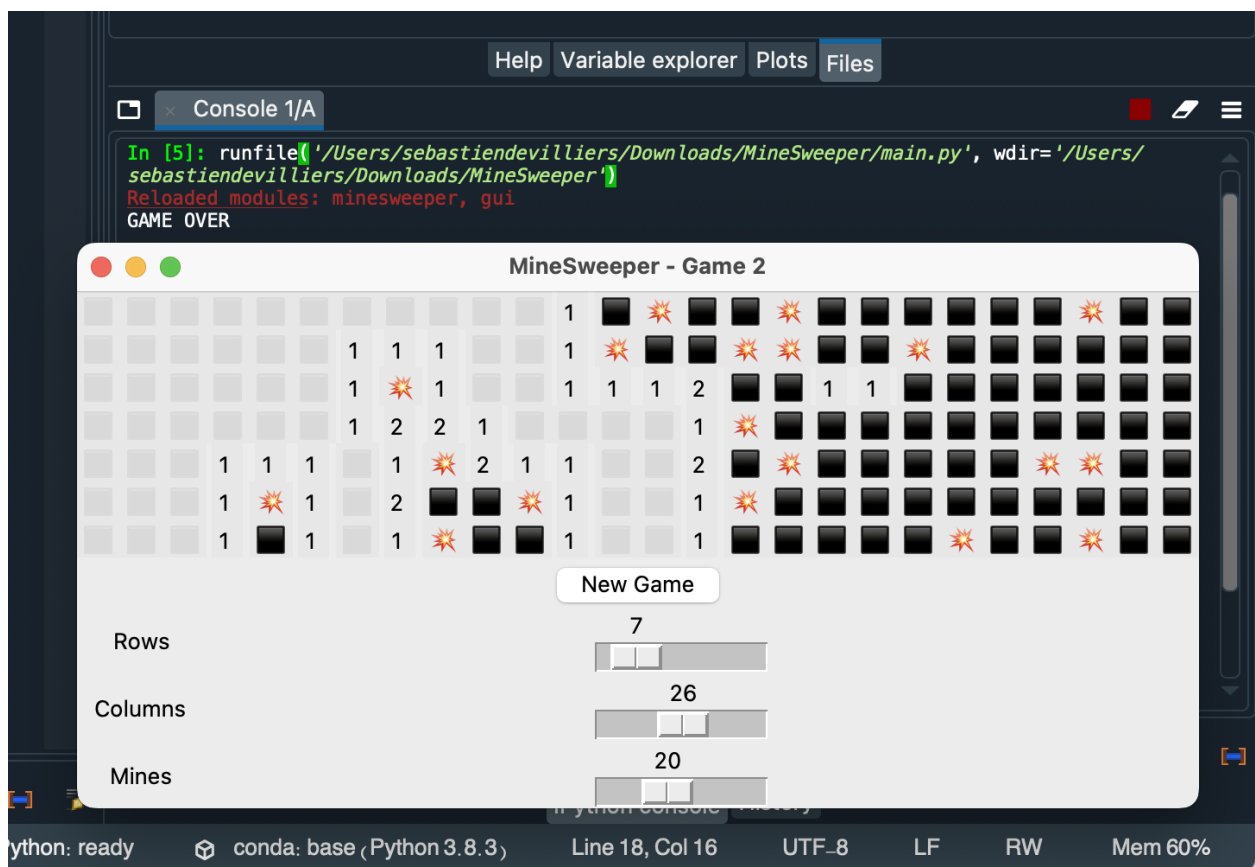 Help Variable explorer Plots Files
Console 1/A
In [5]: runfile('/Users/sebastiendevilliers/Downloads/MineSweeper/main.py', wdir='/Users/
sebastiendevilliers/Downloads/MineSweeper')
Reloaded modules: minesweeper, gui
GAME OVER
MineSweeper - Game 2
1
1 1 1 1
1 1 1 1 1 2 1 1
1 2 2 1 1
1 1 1 1 2 1 1 2
1 1 2 1 1
1 1 1 1 1
New Game
7
Rows
26
Columns
20
Mines
IPython console History
Python: ready conda: base (Python 3.8.3) Line 18, Col 16 UTF-8 LF RW Mem 60%